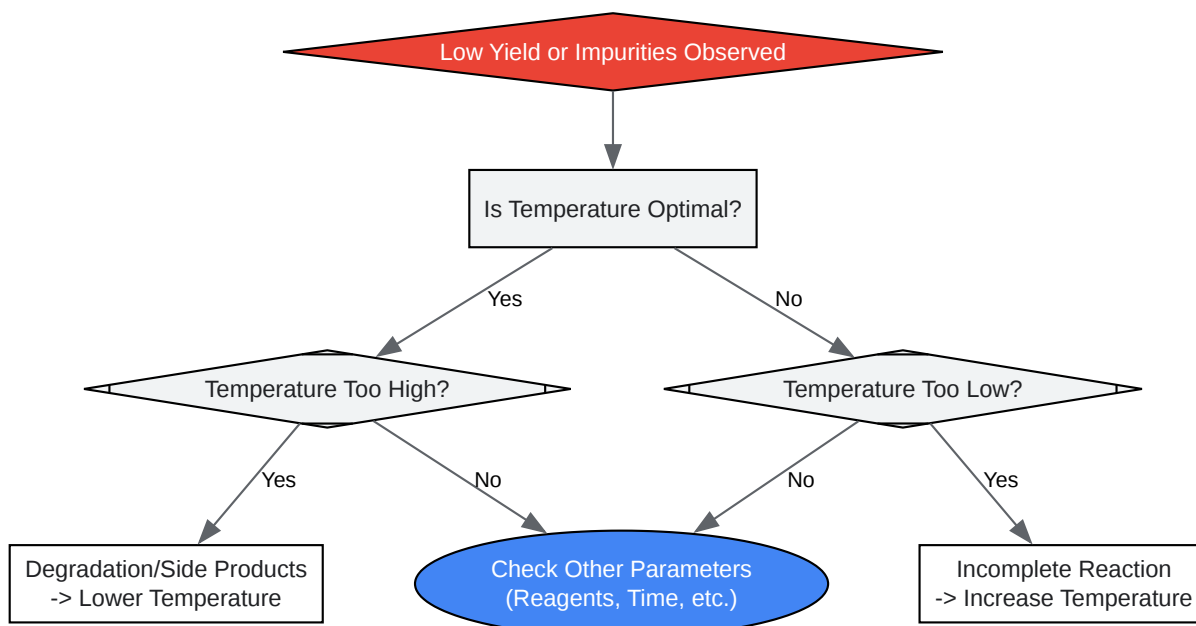 Low Yield or Impurities Observed
Is Temperature Optimal?
Yes
No
Temperature Too High?
Temperature Too Low?
Yes
No
No
Yes
Degradation/Side Products
-> Lower Temperature
Check Other Parameters
(Reagents, Time, etc.)
Incomplete Reaction
-> Increase Temperature